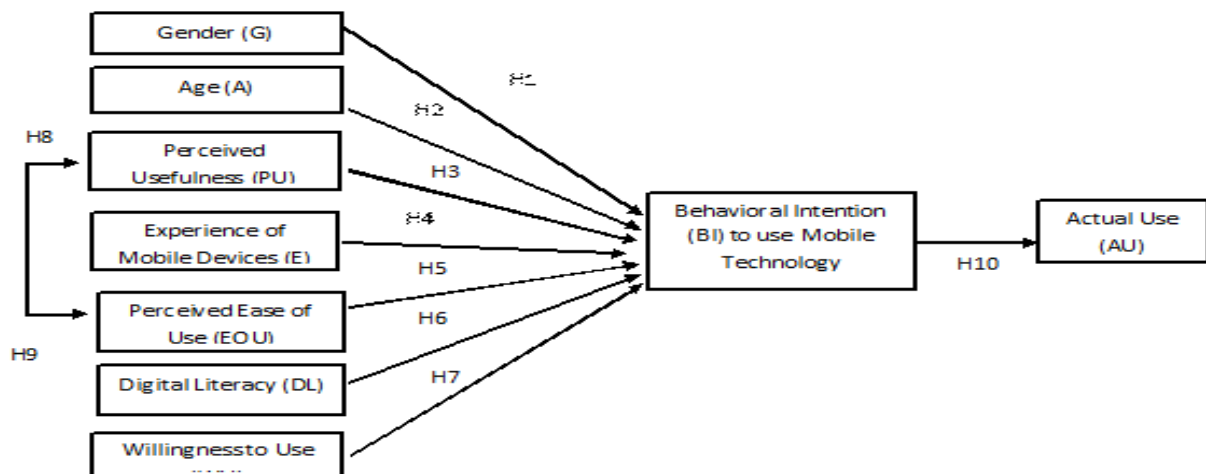 Gender (G)
H1
Age (A)
H2
H8
Perceived
Usefulness (PU)
H3
Behavioral Intention
(BI) to use Mobile
Technology
Actual Use
(AU)
H4
Experience of
Mobile Devices (E)
H5
H10
Perceived Ease of
Use (EOU)
H6
H9
Digital Literacy (DL)
H7
Willingness to Use